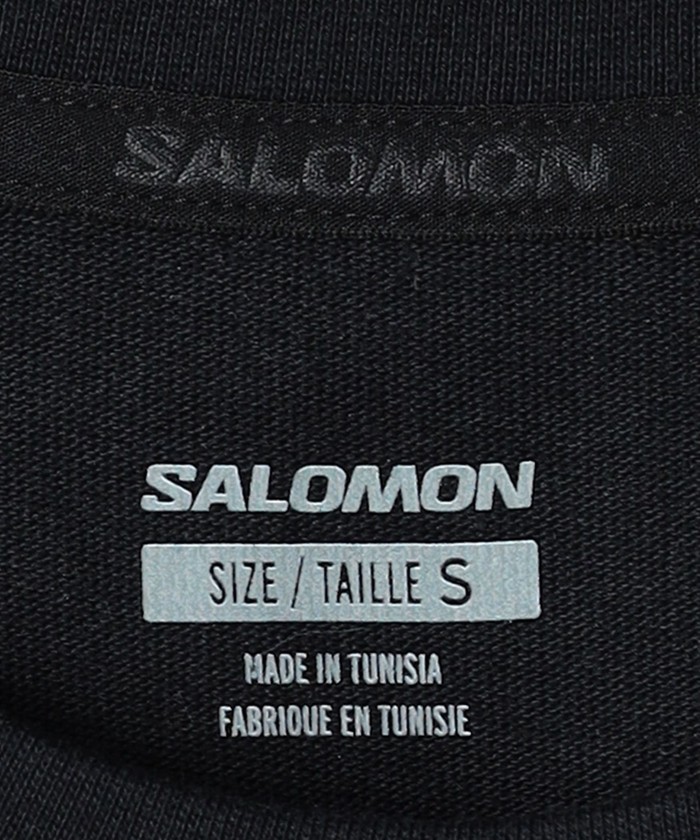 SALOMON
SALOMON
SIZE / TAILLE S
MADE IN TUNISIA
FABRIQUE EN TUNISIE